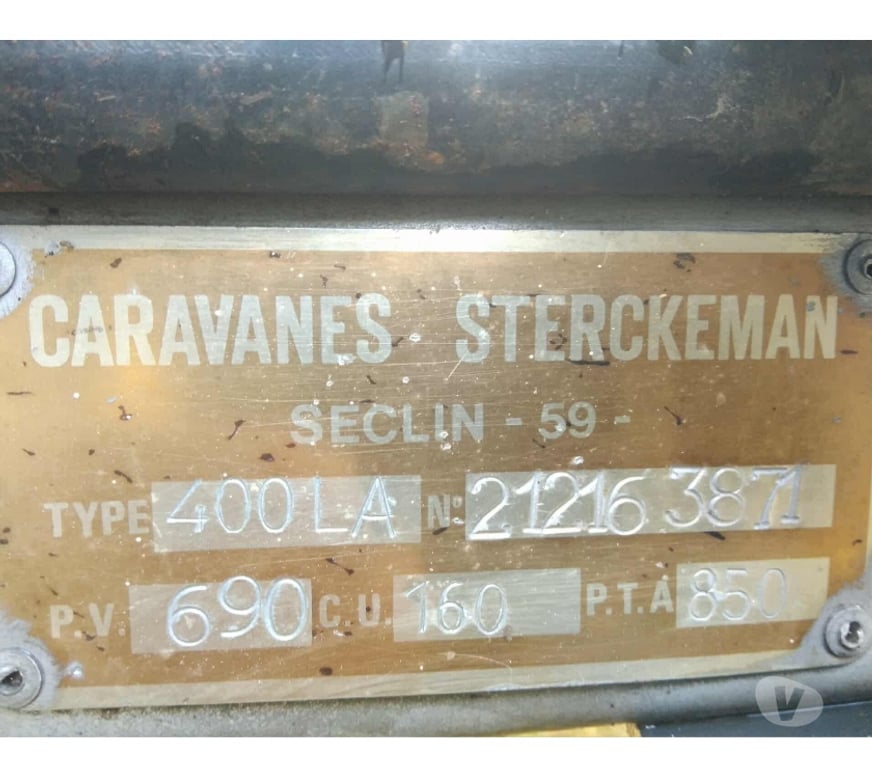 CARAVANES STERCKEMAN
SECLIN - 59 -
TYPE 400 LA N° 21216 3871
P.V. 690 C.U. 160 P.T.A 850
V